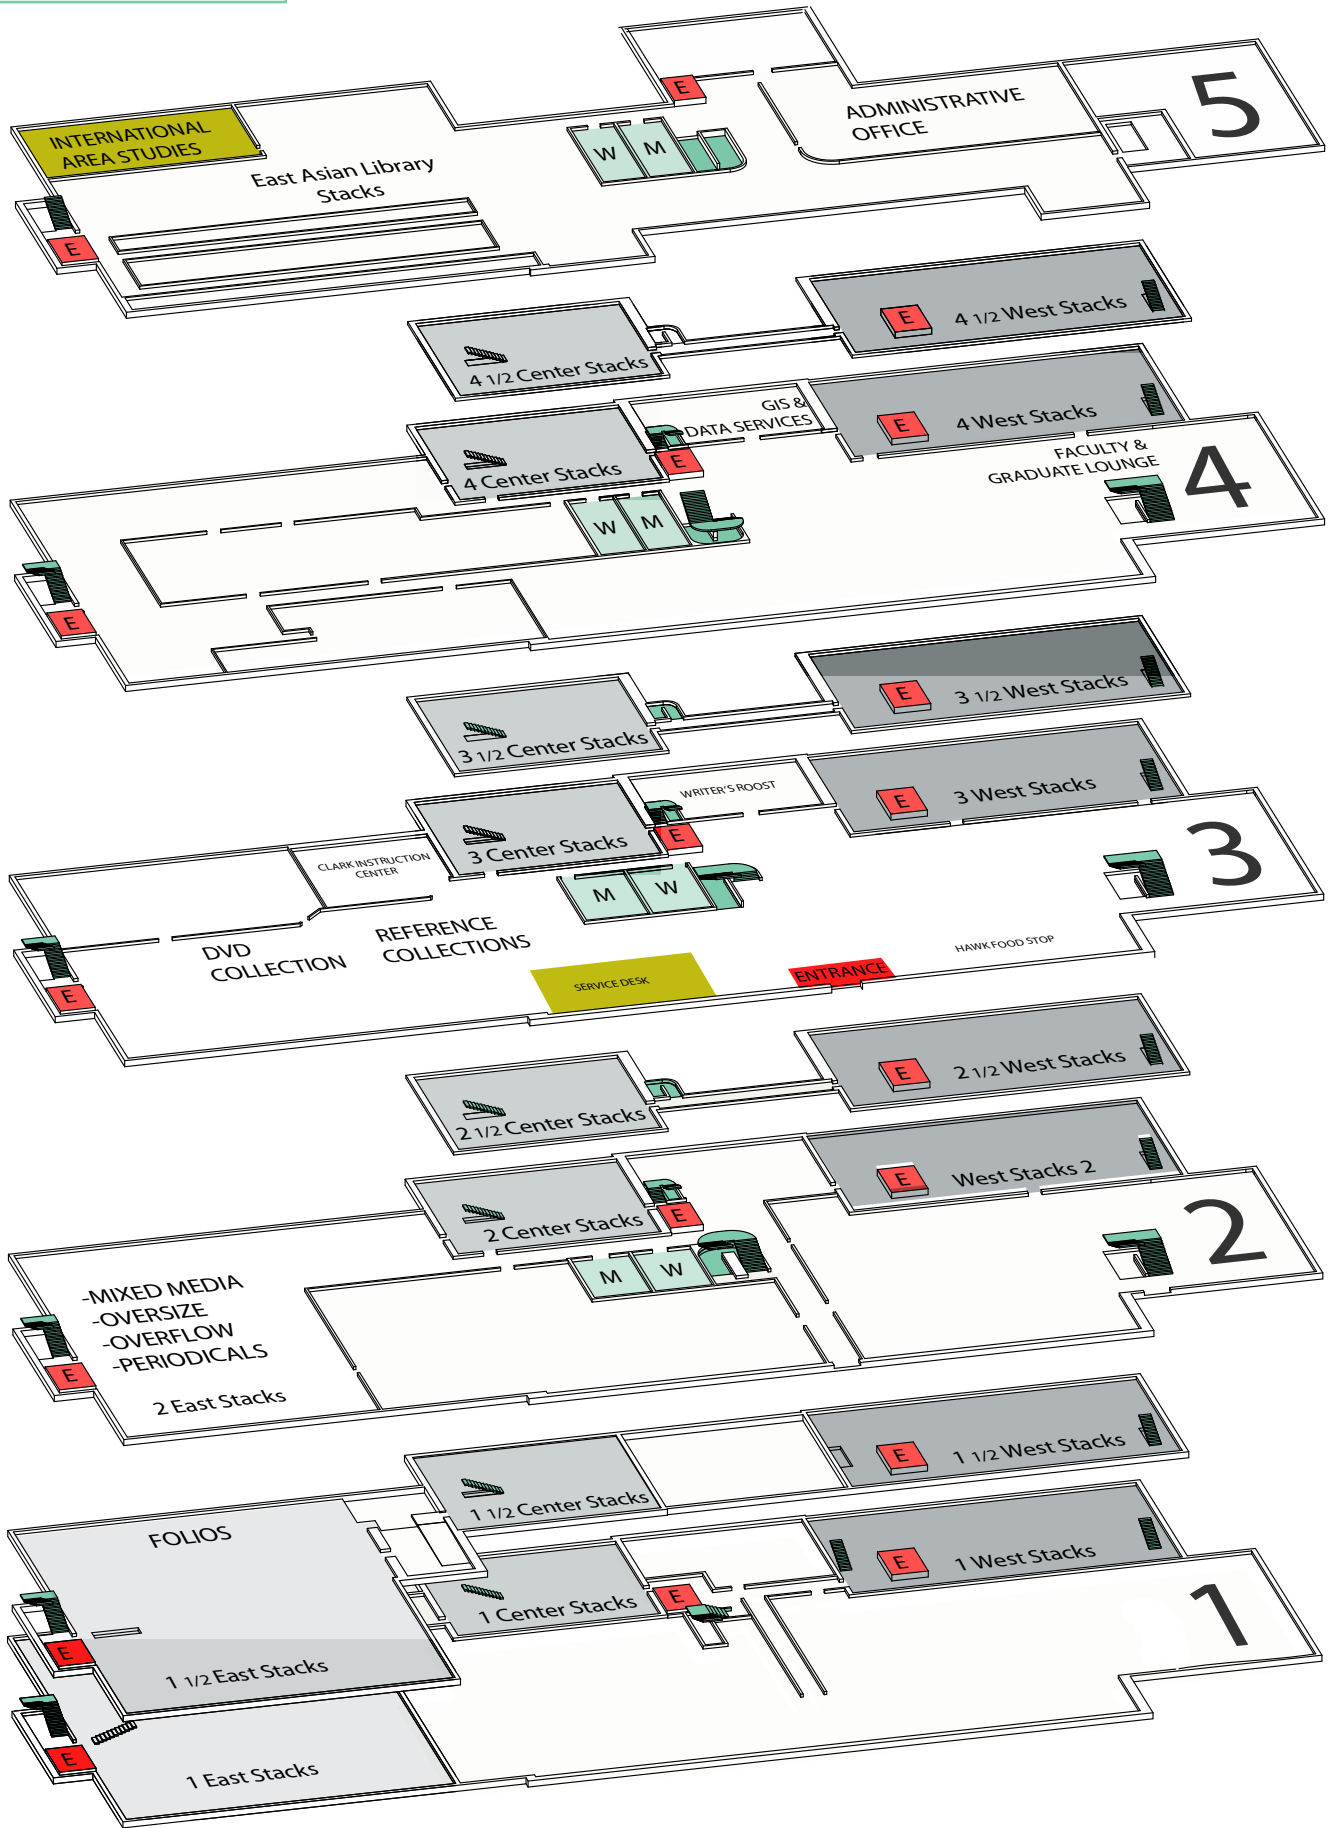 5
E
ADMINISTRATIVE
OFFICE
INTERNATIONAL
AREA STUDIES
W
M
East Asian Library
Stacks
E
4 1/2 West Stacks
E
4 1/2 Center Stacks
GIS &
DATA SERVICES
4 West Stacks
E
FACULTY &
GRADUATE LOUNGE
4
E
4 Center Stacks
W
M
E
3 1/2 West Stacks
E
3 1/2 Center Stacks
WRITER'S ROOST
3 West Stacks
E
3
E
3 Center Stacks
CLARK INSTRUCTION
CENTER
M
W
REFERENCE
COLLECTIONS
DVD
COLLECTION
HAWK FOOD STOP
ENTRANCE
SERVICE DESK
E
2 1/2 West Stacks
E
2 1/2 Center Stacks
West Stacks 2
E
2
E
2 Center Stacks
M
W
-MIXED MEDIA
-OVERSIZE
-OVERFLOW
-PERIODICALS
E
2 East Stacks
1 1/2 West Stacks
E
1 1/2 Center Stacks
FOLIOS
1 West Stacks
E
1
E
1 Center Stacks
E
1 1/2 East Stacks
E
1 East Stacks